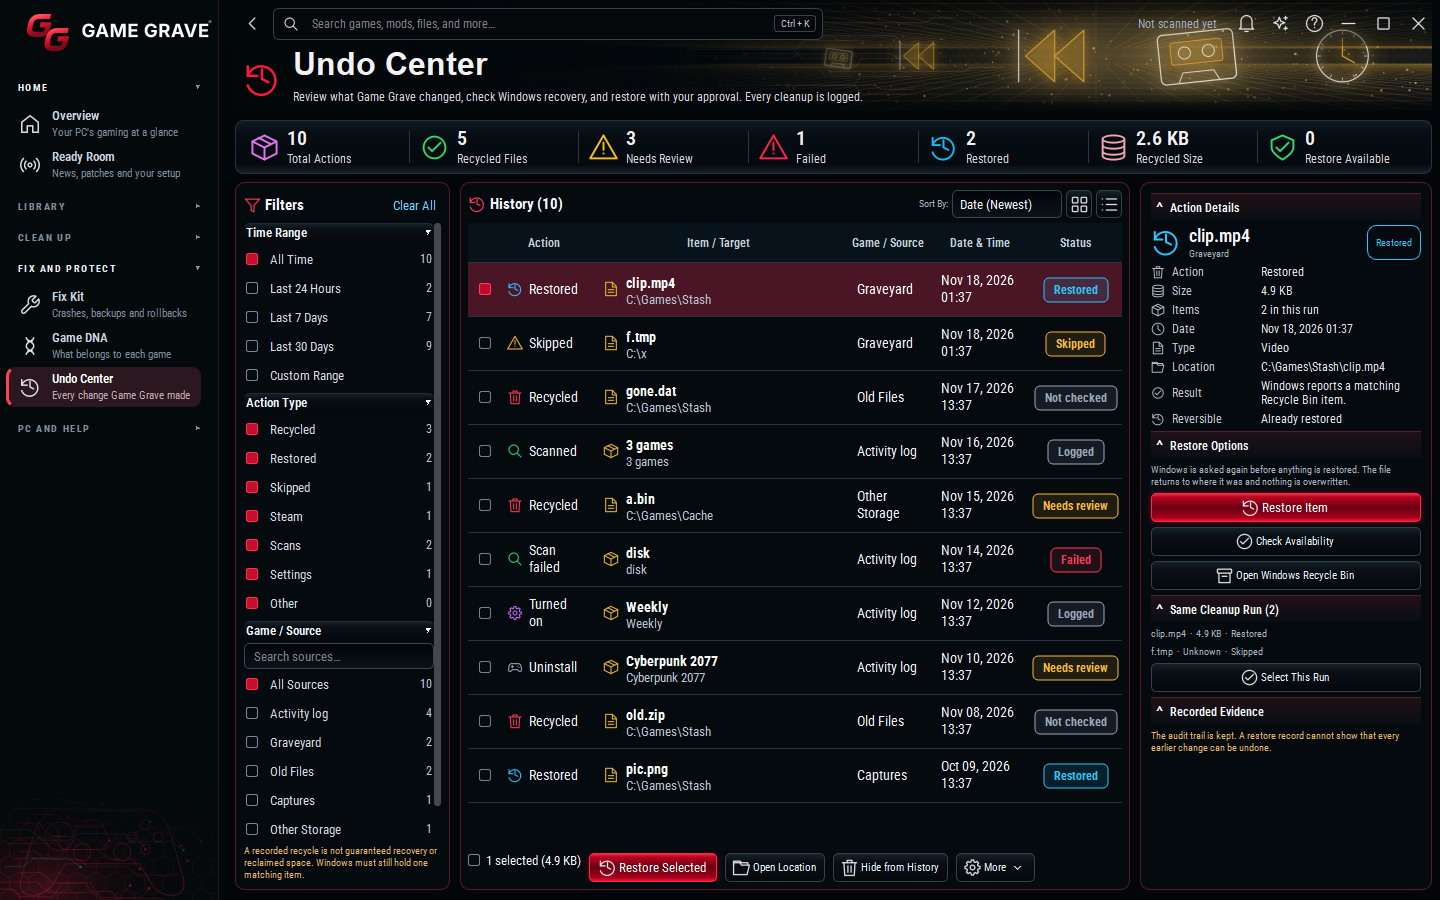 GAME GRAVE
HOME
Overview
Your PC's gaming at a glance
Ready Room
News, patches and your setup
LIBRARY
CLEAN UP
FIX AND PROTECT
Fix Kit
Crashes, backups and rollbacks
Game DNA
What belongs to each game
Undo Center
Every change Game Grave made
PC AND HELP
Search games, mods, files, and more...
Ctrl + K
Not scanned yet
Undo Center
Review what Game Grave changed, check Windows recovery, and restore with your approval. Every cleanup is logged.
10
Total Actions
5
Recycled Files
3
Needs Review
1
Failed
2
Restored
2.6 KB
Recycled Size
0
Restore Available
Filters
Clear All
Time Range
All Time 10
Last 24 Hours 2
Last 7 Days 7
Last 30 Days 9
Custom Range
Action Type
Recycled 3
Restored 2
Skipped 1
Steam 1
Scans 2
Settings 1
Other 0
Game / Source
Search sources...
All Sources 10
Activity log 4
Graveyard 2
Old Files 2
Captures 1
Other Storage 1
A recorded recycle is not guaranteed recovery or
reclaimed space. Windows must still hold one
matching item.
History (10)
Sort By: Date (Newest)
Action Item / Target Game / Source Date & Time Status
Restored clip.mp4 C:\Games\Stash Graveyard Nov 18, 2026 01:37 Restored
Skipped f.tmp C:\x Graveyard Nov 18, 2026 01:37 Skipped
Recycled gone.dat C:\Games\Stash Old Files Nov 17, 2026 13:37 Not checked
Scanned 3 games 3 games Activity log Nov 16, 2026 13:37 Logged
Recycled a.bin C:\Games\Cache Other Storage Nov 15, 2026 13:37 Needs review
Scan failed disk disk Activity log Nov 14, 2026 13:37 Failed
Turned on Weekly Weekly Activity log Nov 12, 2026 13:37 Logged
Uninstall Cyberpunk 2077 Cyberpunk 2077 Activity log Nov 10, 2026 13:37 Needs review
Recycled old.zip C:\Games\Stash Old Files Nov 08, 2026 13:37 Not checked
Restored pic.png C:\Games\Stash Captures Oct 09, 2026 13:37 Restored
1 selected (4.9 KB)
Restore Selected
Open Location
Hide from History
More
Action Details
clip.mp4
Graveyard
Restored
Action Restored
Size 4.9 KB
Items 2 in this run
Date Nov 18, 2026 01:37
Type Video
Location C:\Games\Stash\clip.mp4
Result Windows reports a matching
Recycle Bin item.
Reversible Already restored
Restore Options
Windows is asked again before anything is restored. The file
returns to where it was and nothing is overwritten.
Restore Item
Check Availability
Open Windows Recycle Bin
Same Cleanup Run (2)
clip.mp4 · 4.9 KB · Restored
f.tmp · Unknown · Skipped
Select This Run
Recorded Evidence
The audit trail is kept. A restore record cannot show that every
earlier change can be undone.